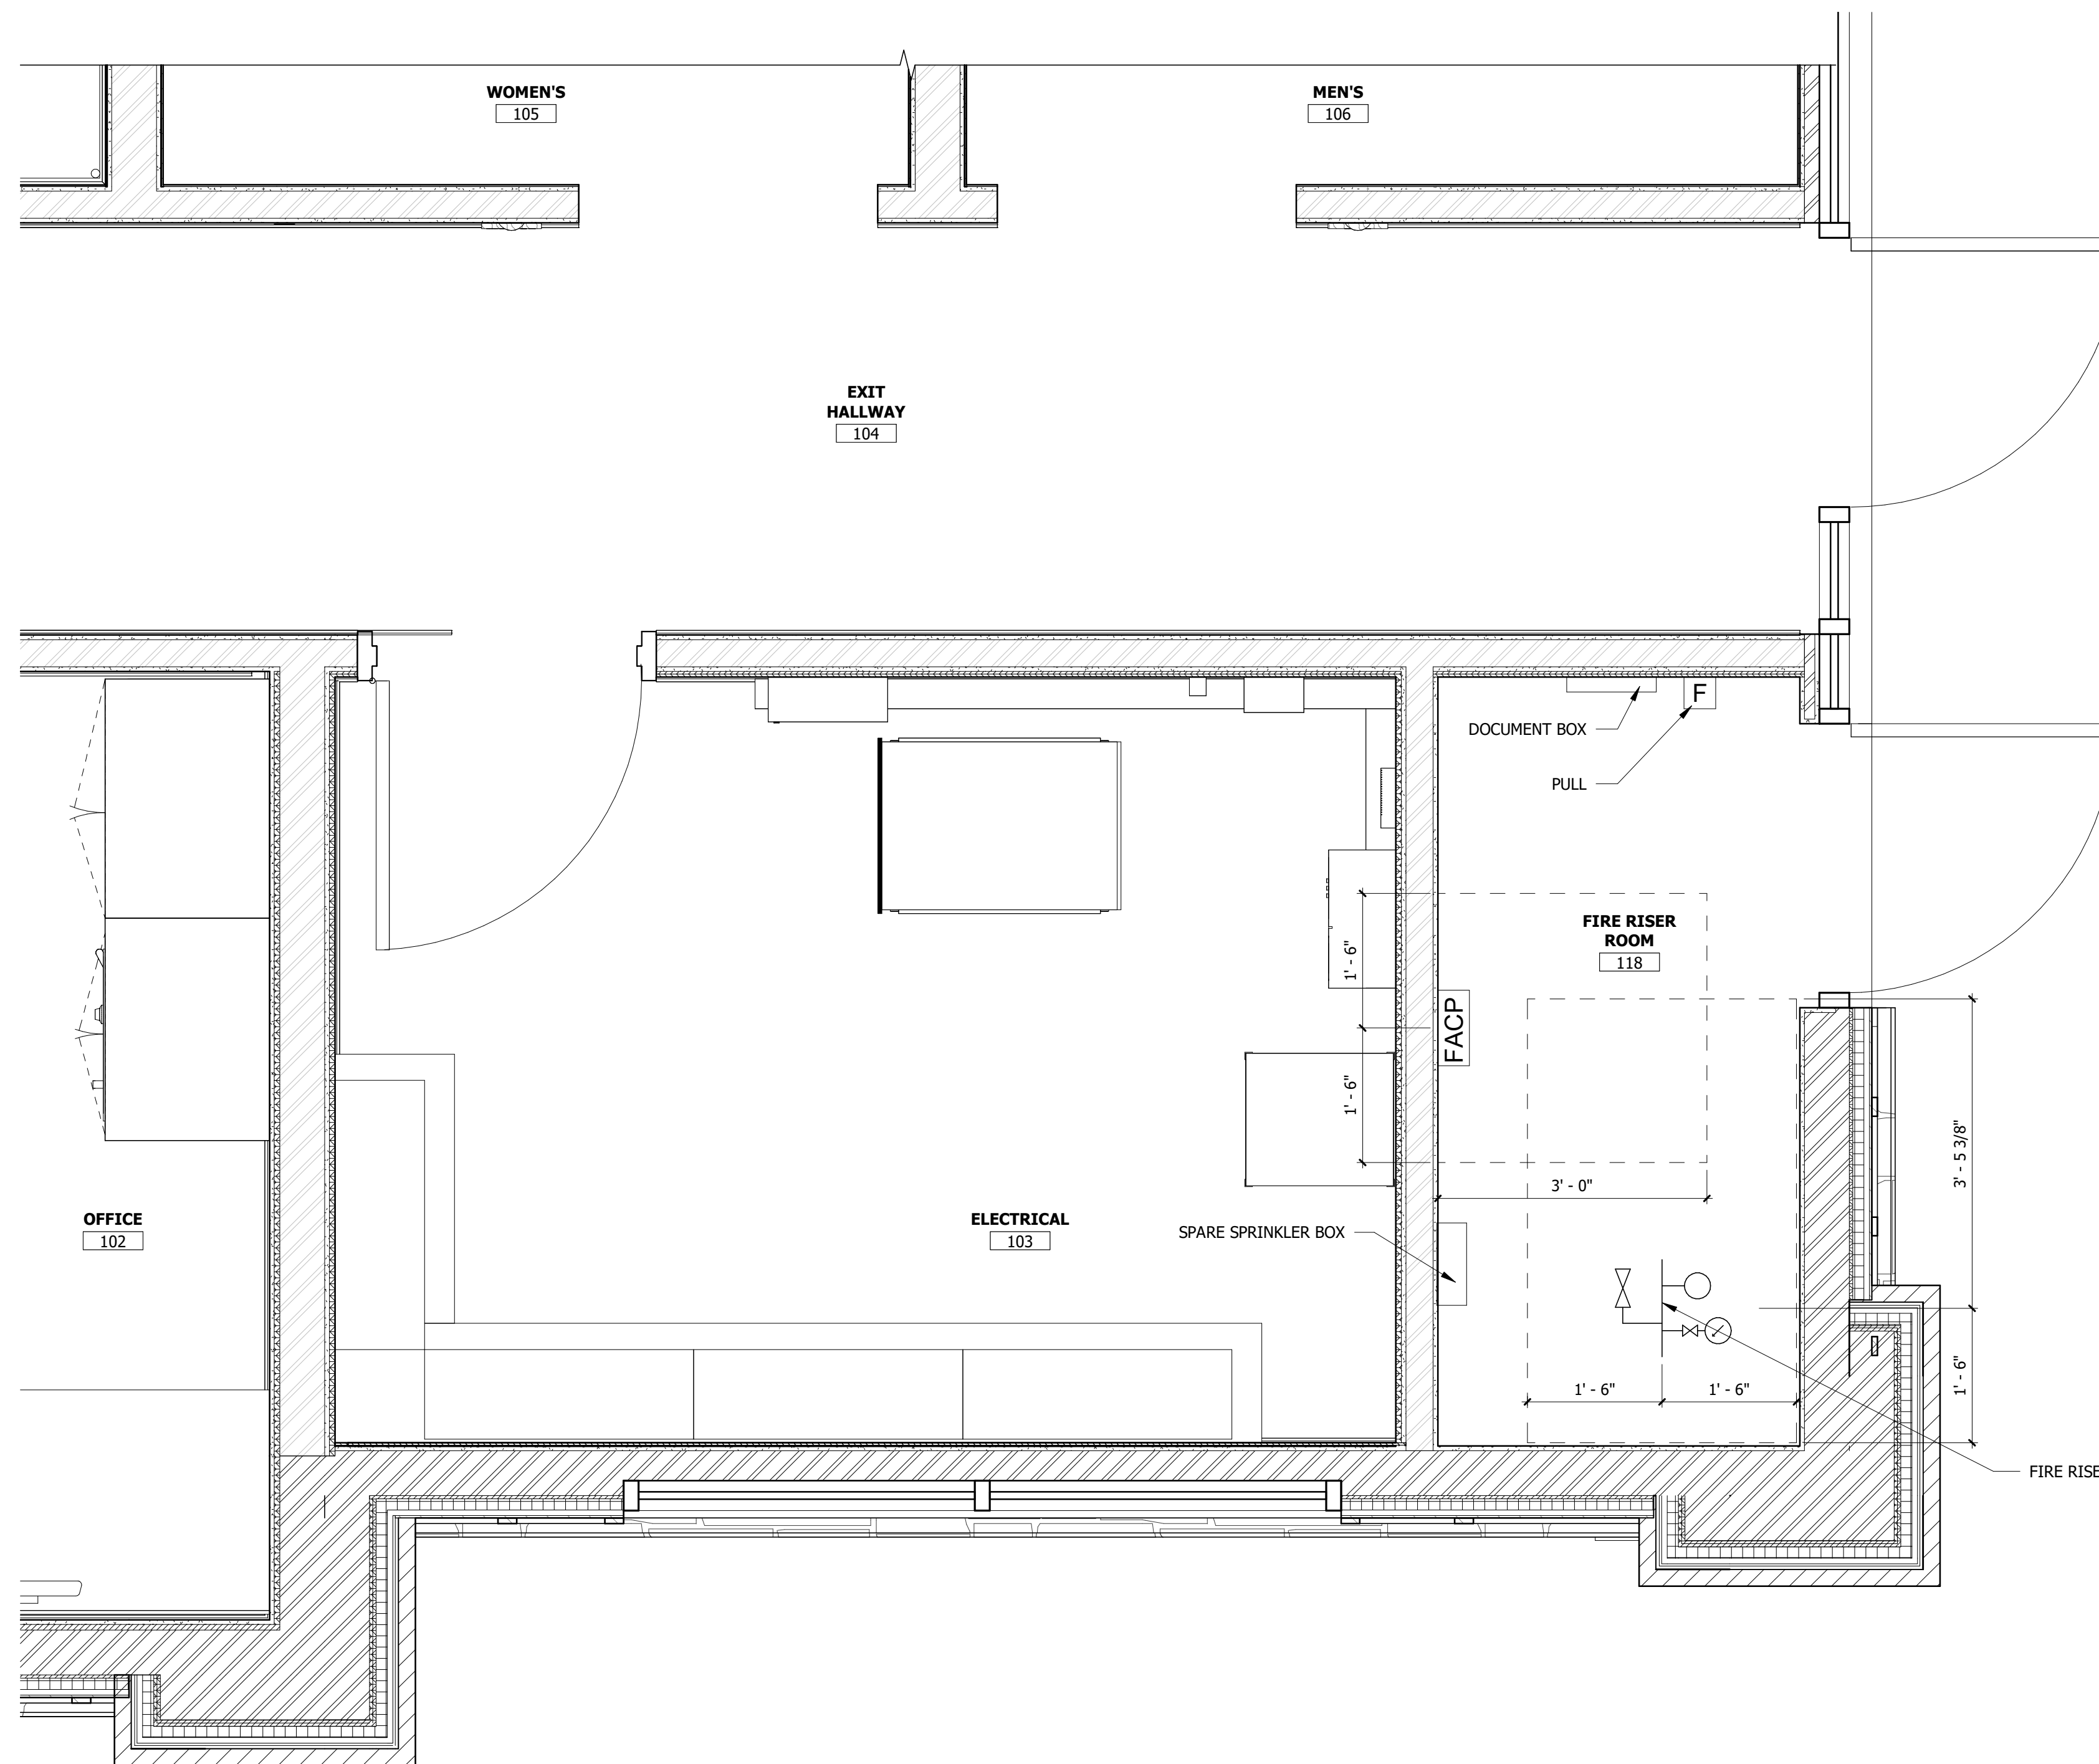 WOMEN'S
105
MEN'S
106
EXIT
HALLWAY
104
DOCUMENT BOX
F
PULL
FIRE RISER
ROOM
118
1' - 6"
FACP
1' - 6"
3' - 0"
3' - 5 3/8"
OFFICE
102
ELECTRICAL
103
SPARE SPRINKLER BOX
1' - 6"
1' - 6"
1' - 6"
FIRE RISE